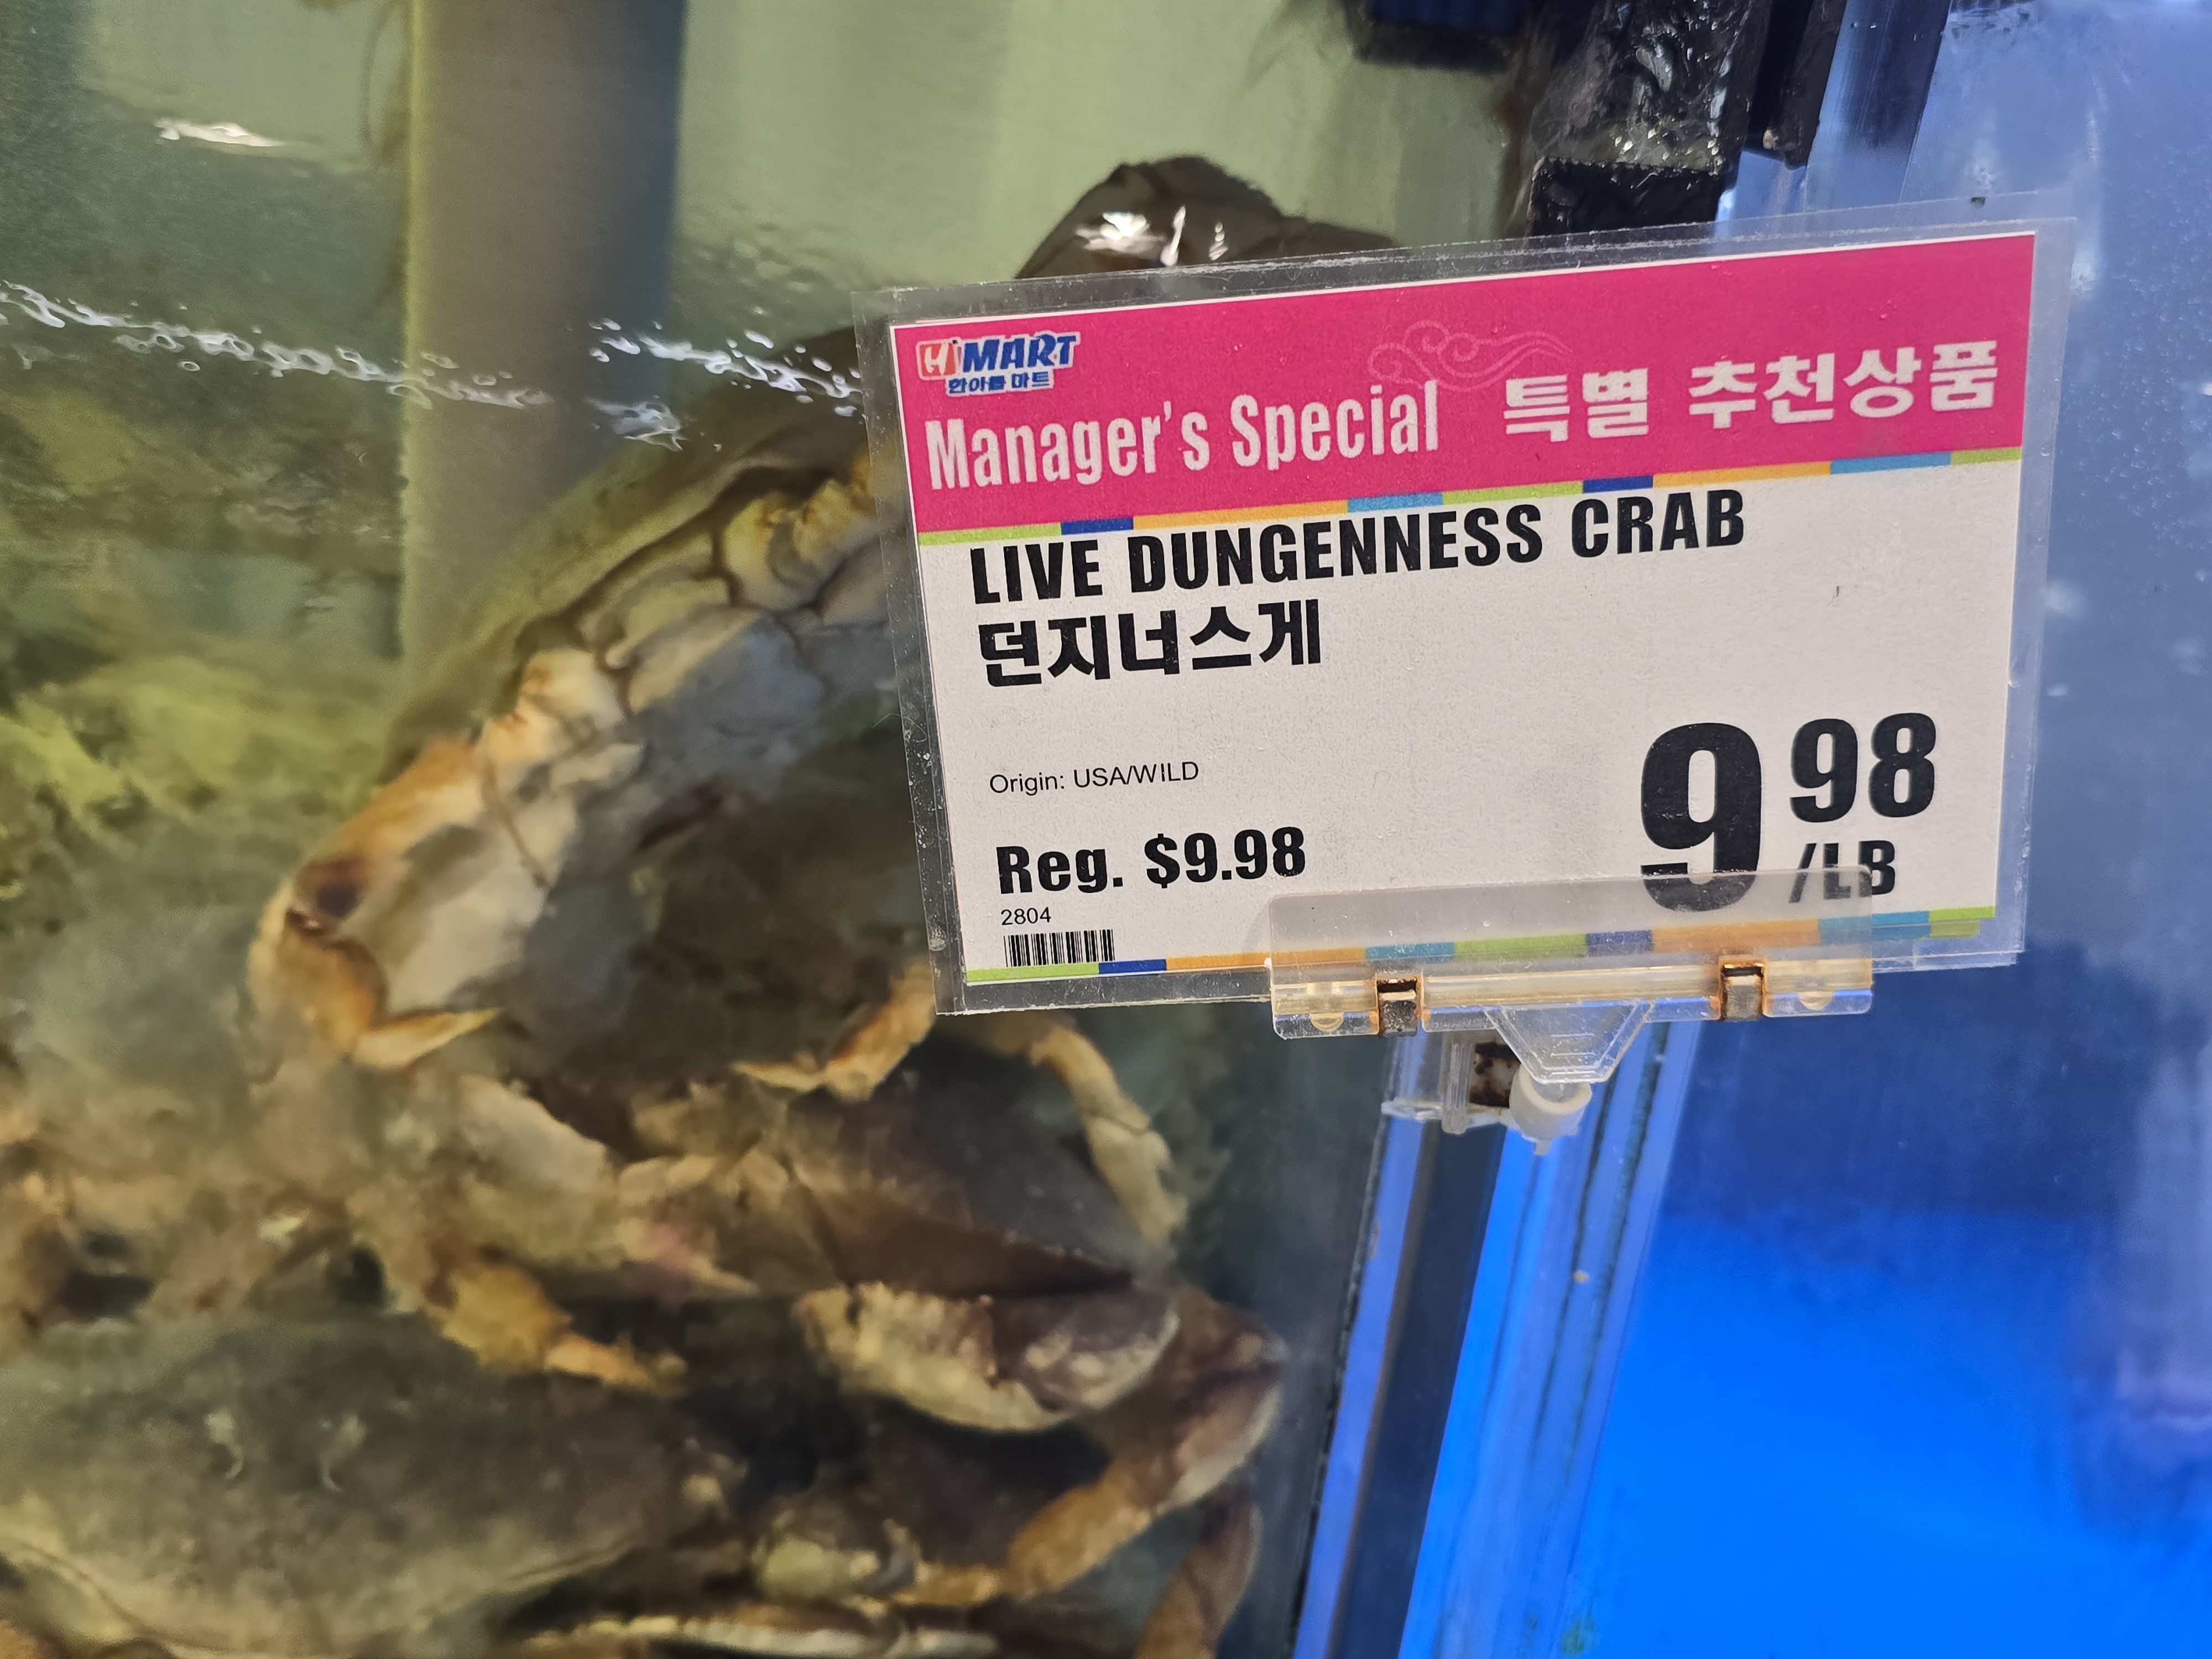 H MART
한아름 마트
Manager's Special 특별 추천상품
LIVE DUNGENNESS CRAB
던지너스게
Origin: USA/WILD
Reg. $9.98
9 98
/LB
2804